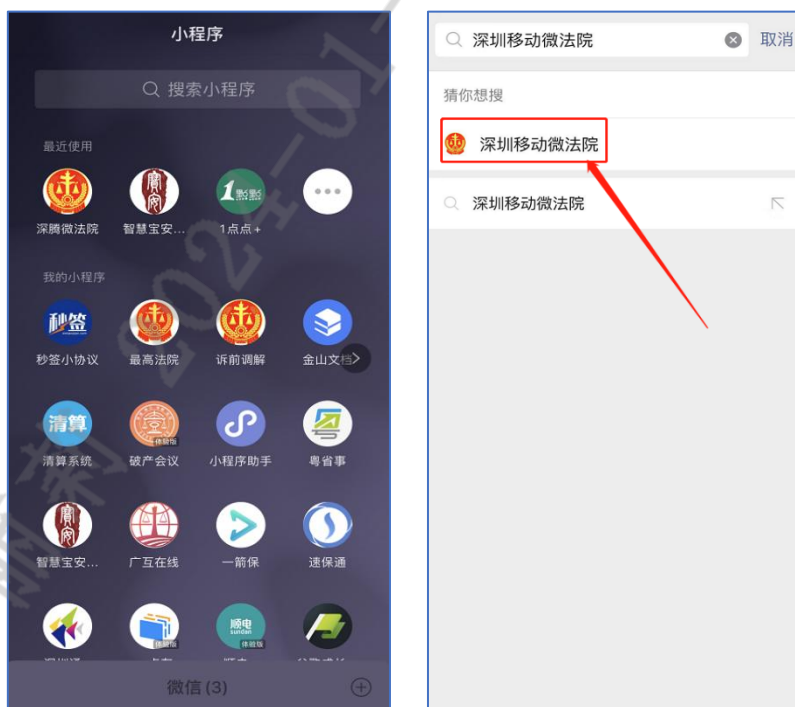 小程序
搜索小程序
最近使用
深腾微法院
智慧宝安...
1点点+
我的小程序
秒签
秒签小协议
最高法院
诉前调解
金山文档
清算
清算系统
体验版
破产会议
小程序助手
粤省事
智慧宝安...
广互在线
一箭保
速保通
体验版
顺电
sundan
体验版
微信(3)
深圳移动微法院
取消
猜你想搜
深圳移动微法院
深圳移动微法院
2024-01-